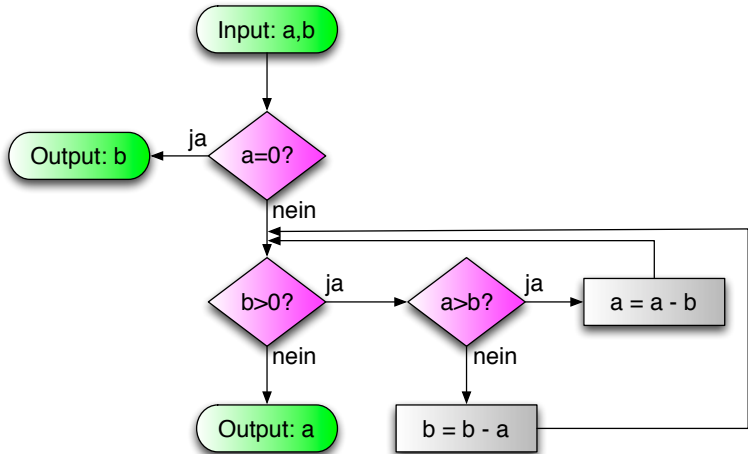 Input: a,b
ja
Output: b
a=0?
nein
b>0?
ja
a>b?
ja
a = a - b
nein
nein
Output: a
b = b - a